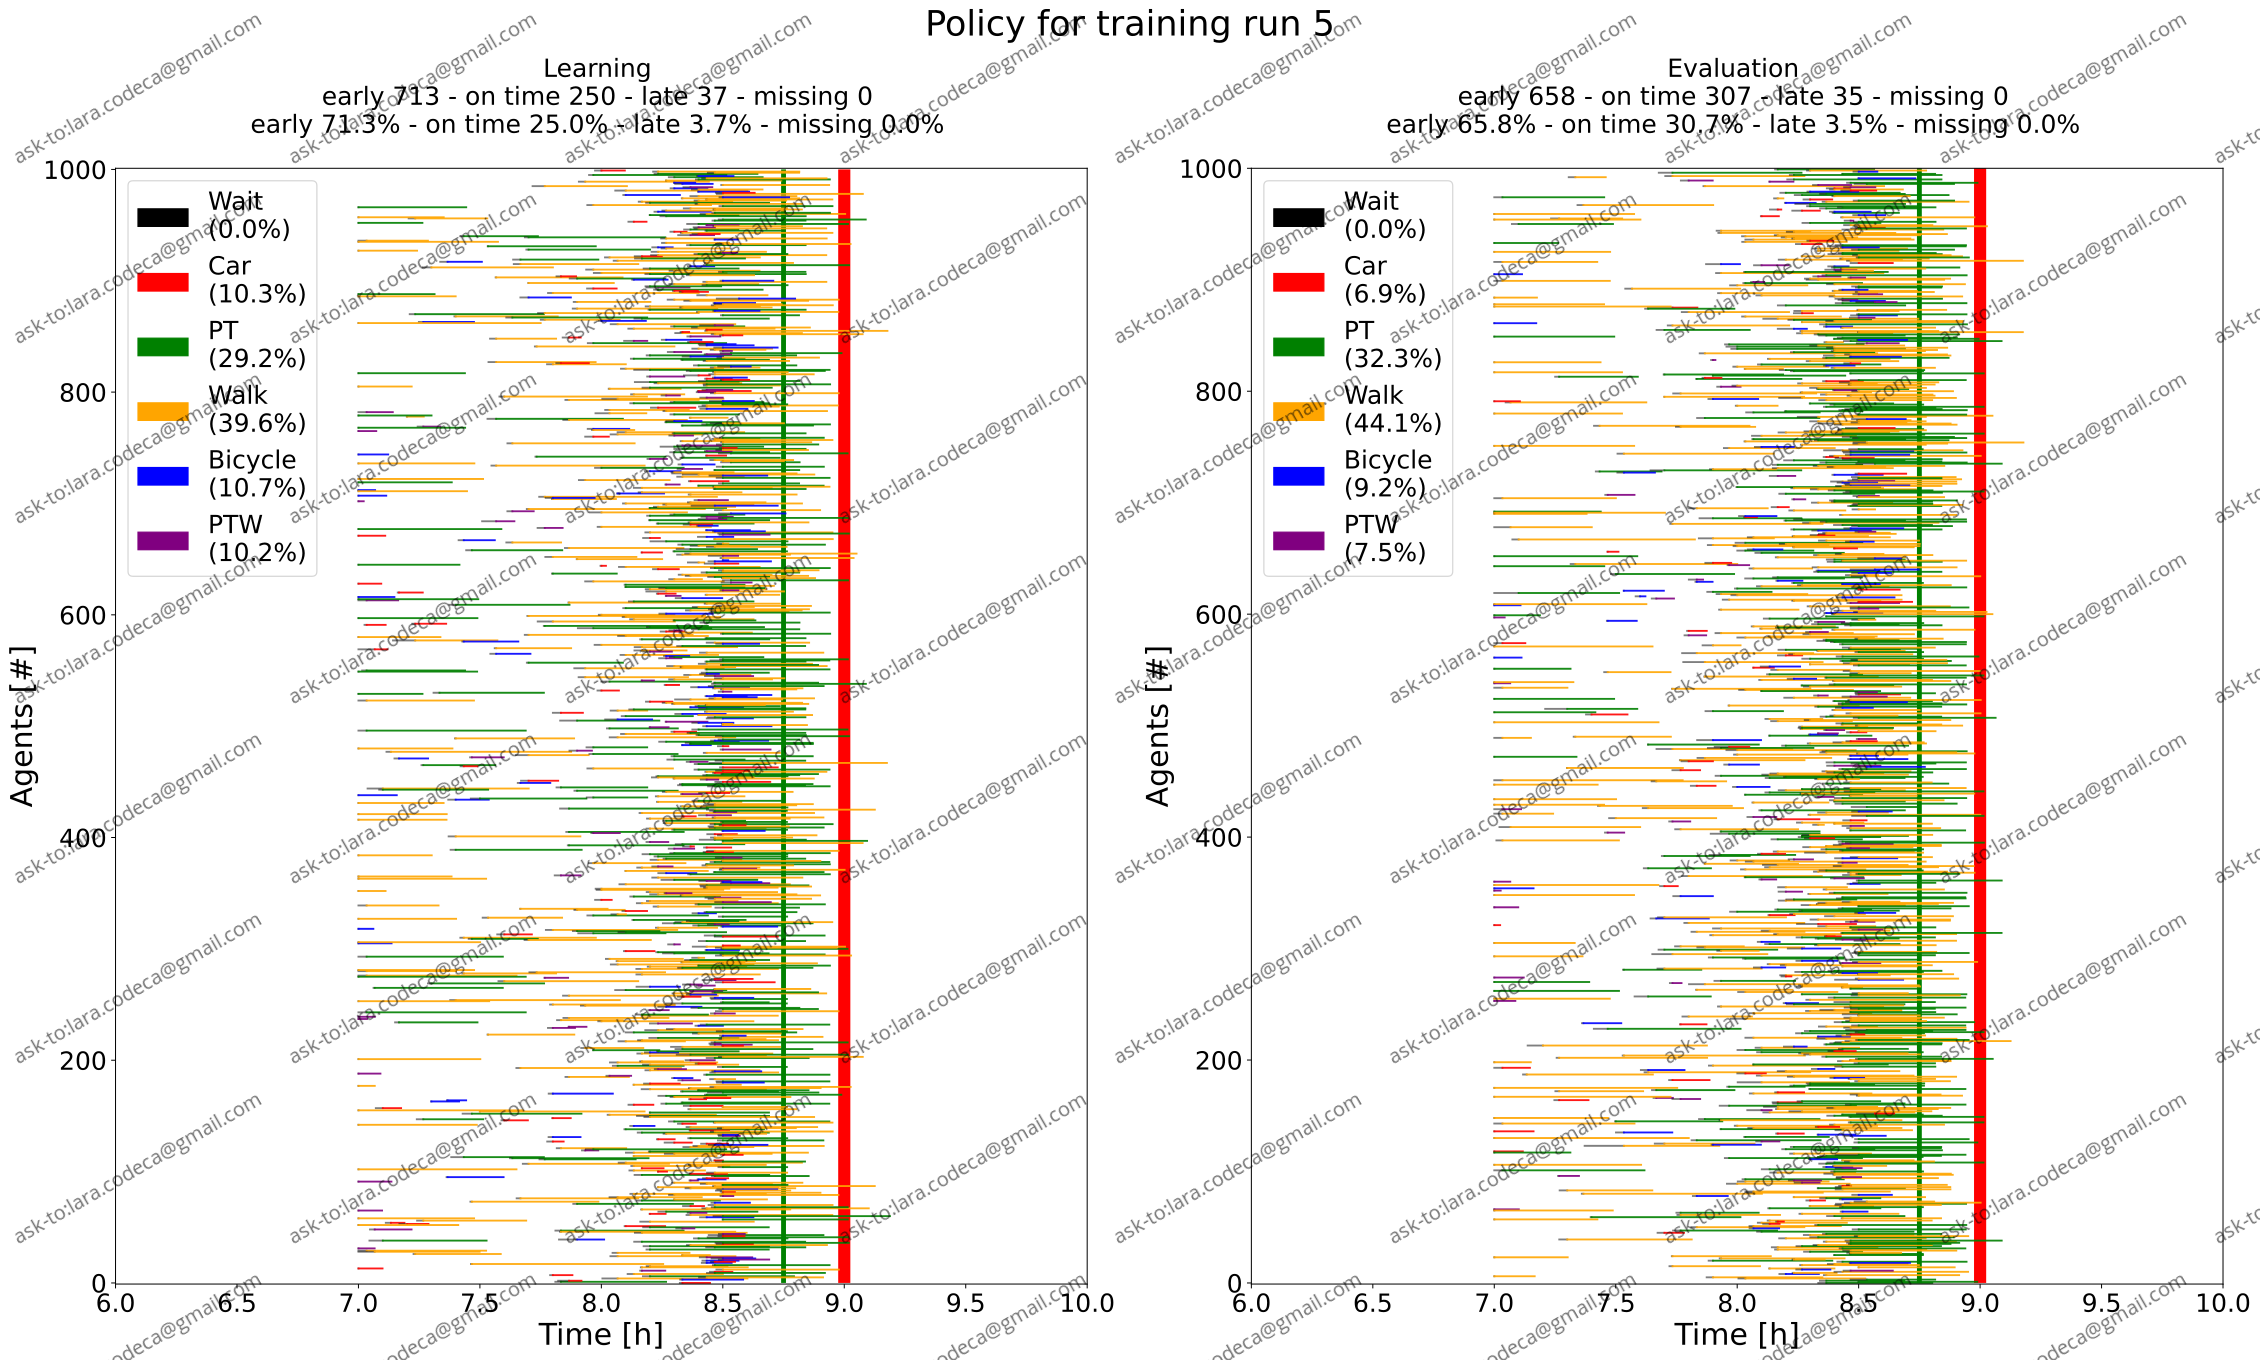 Policy for training run 5
Learning
early 713 - on time 250 - late 37 - missing 0
early 71.3% - on time 25.0% - late 3.7% - missing 0.0%
1000
800
600
400
200
0
Agents [#]
Wait
(0.0%)
Car
(10.3%)
PT
(29.2%)
Walk
(39.6%)
Bicycle
(10.7%)
PTW
(10.2%)
6.0 6.5 7.0 7.5 8.0 8.5 9.0 9.5 10.0
Time [h]
Evaluation
early 658 - on time 307 - late 35 - missing 0
early 65.8% - on time 30.7% - late 3.5% - missing 0.0%
1000
800
600
400
200
0
Agents [#]
Wait
(0.0%)
Car
(6.9%)
PT
(32.3%)
Walk
(44.1%)
Bicycle
(9.2%)
PTW
(7.5%)
6.0 6.5 7.0 7.5 8.0 8.5 9.0 9.5 10.0
Time [h]
ask-to:lara.codeca@gmail.com